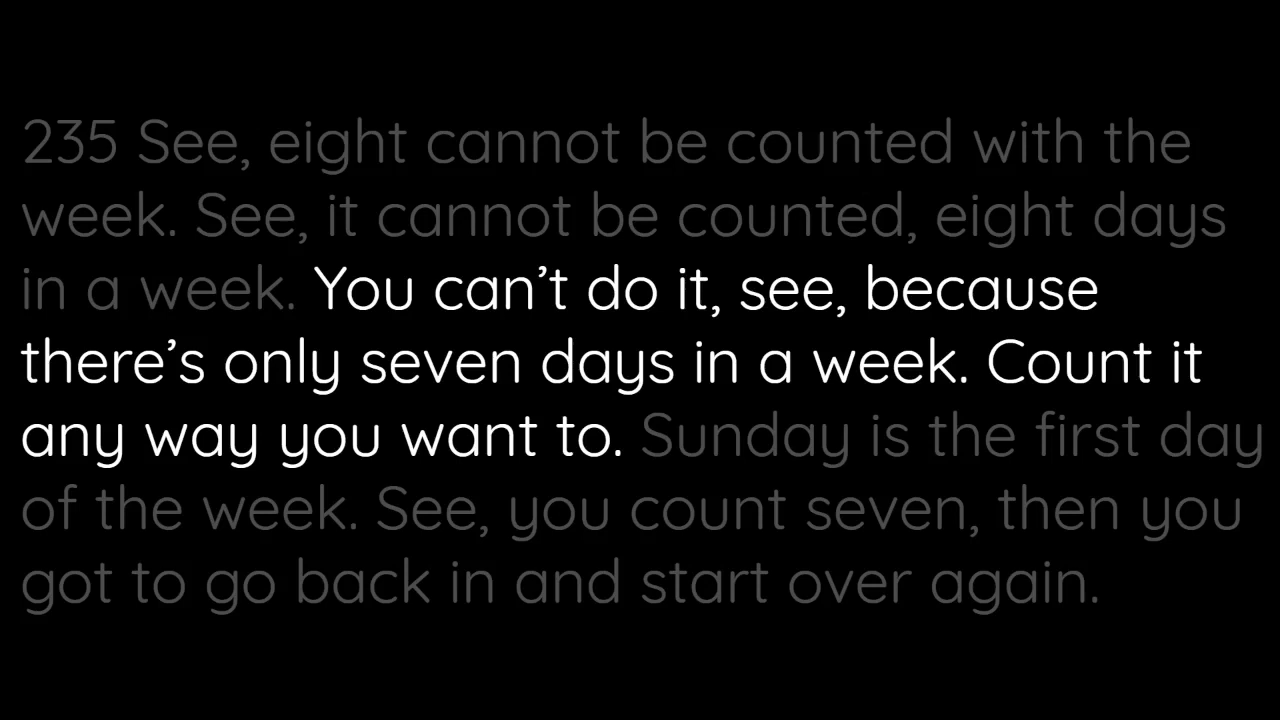 235 See, eight cannot be counted with the
week. See, it cannot be counted, eight days
in a week. You can’t do it, see, because
there’s only seven days in a week. Count it
any way you want to. Sunday is the first day
of the week. See, you count seven, then you
got to go back in and start over again.